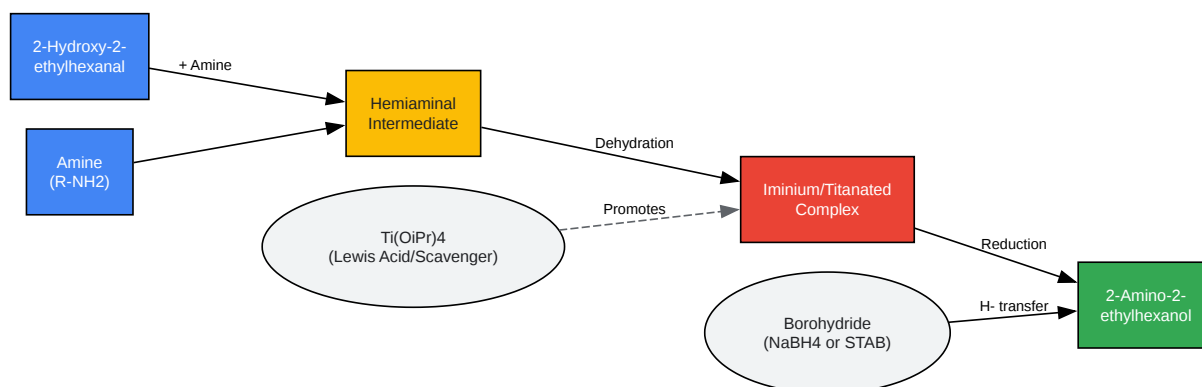 2-Hydroxy-2-
ethylhexanal
+ Amine
Amine
(R-NH2)
Hemiaminal
Intermediate
Dehydration
Ti(OiPr)4
(Lewis Acid/Scavenger)
Promotes
Iminium/Titanated
Complex
Reduction
Borohydride
(NaBH4 or STAB)
H- transfer
2-Amino-2-
ethylhexanol